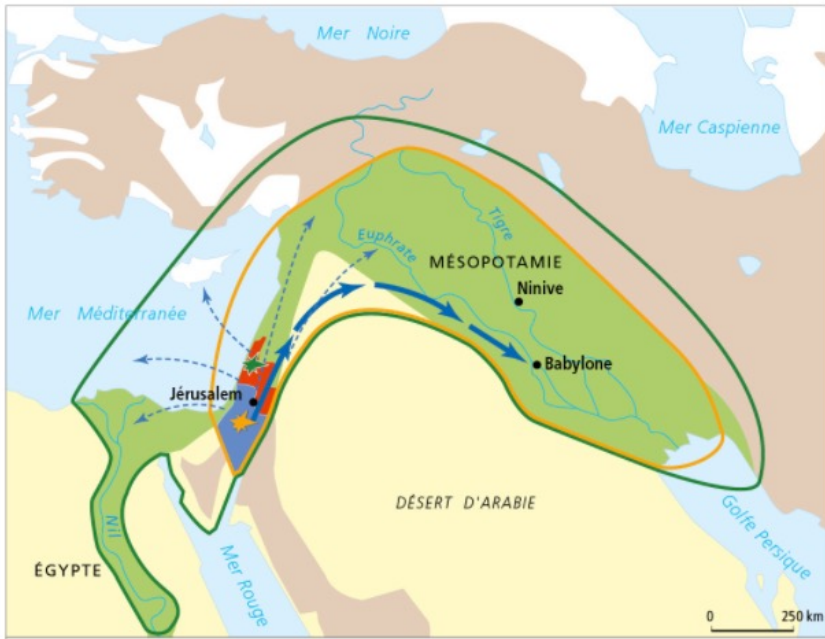 Mer Noire
Mer Caspienne
Tigre
Euphrate
MÉSOPOTAMIE
Ninive
Mer Méditerranée
Babylone
Jérusalem
DÉSERT D'ARABIE
Golfe Persique
Nil
Mer Rouge
ÉGYPTE
0 250 km